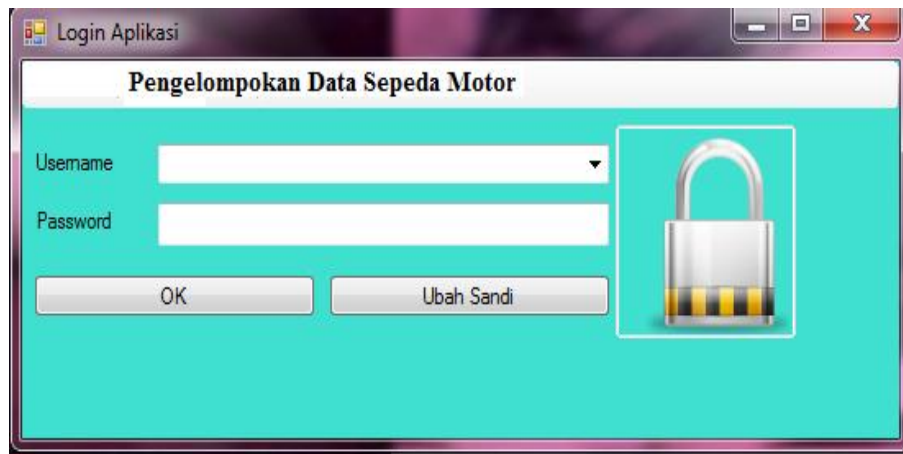 Login Aplikasi
Pengelompokan Data Sepeda Motor
Username
Password
OK Ubah Sandi